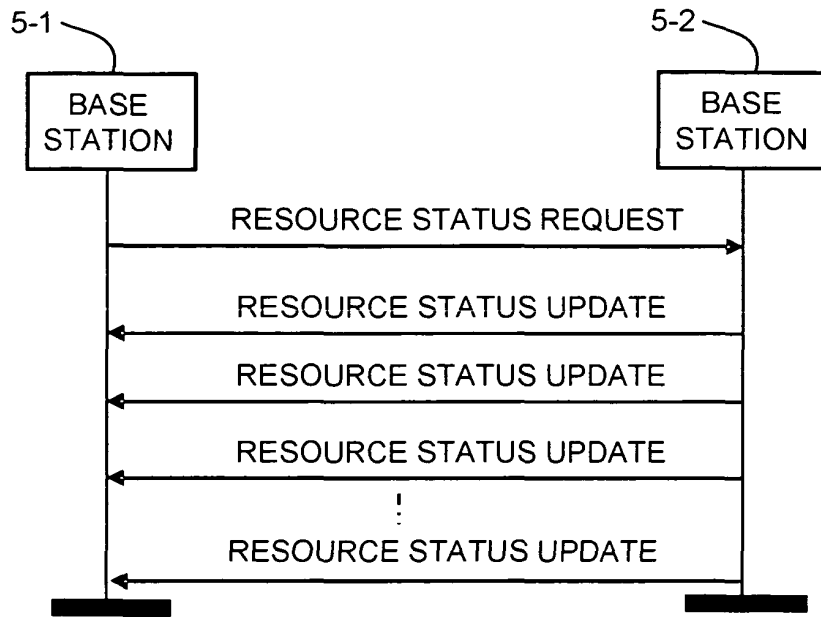 5-1
5-2
BASE
STATION
BASE
STATION
RESOURCE STATUS REQUEST
RESOURCE STATUS UPDATE
RESOURCE STATUS UPDATE
RESOURCE STATUS UPDATE
RESOURCE STATUS UPDATE